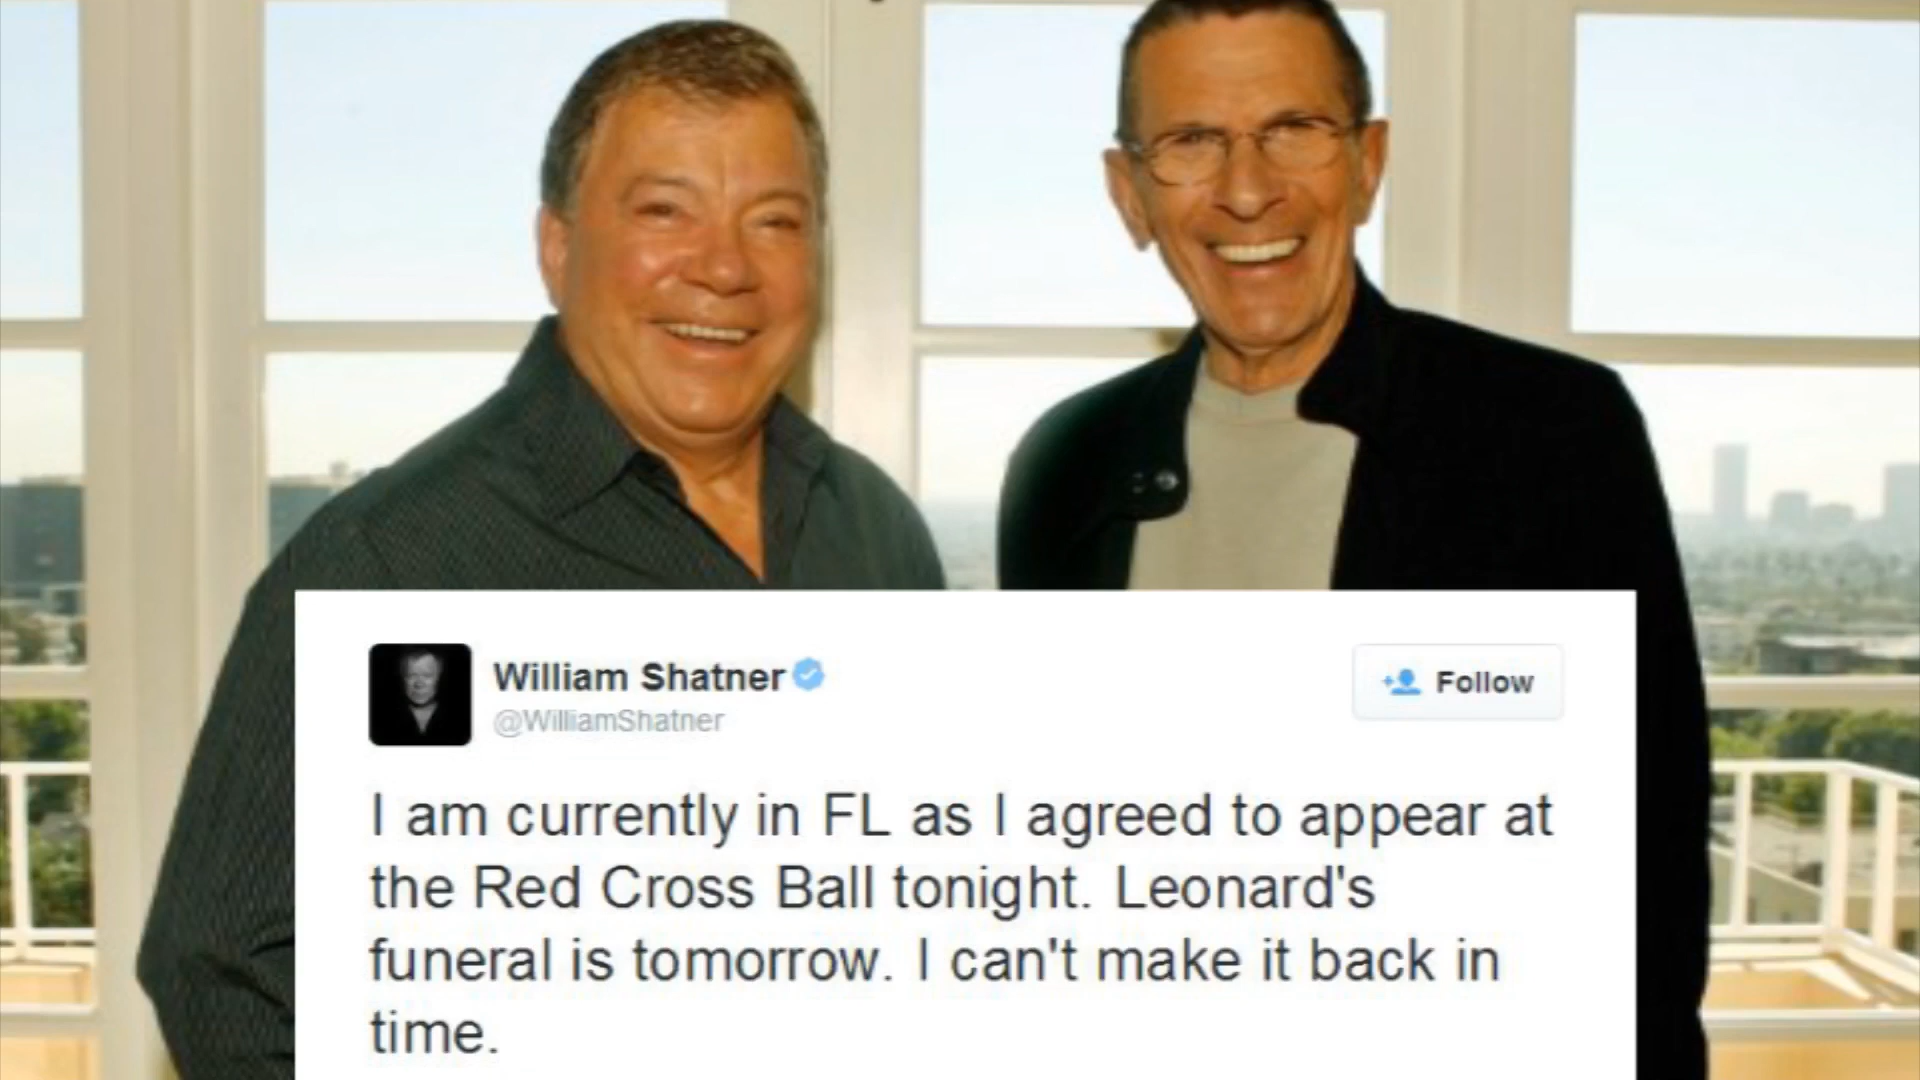 William Shatner
@WilliamShatner
Follow
I am currently in FL as I agreed to appear at
the Red Cross Ball tonight. Leonard's
funeral is tomorrow. I can't make it back in
time.